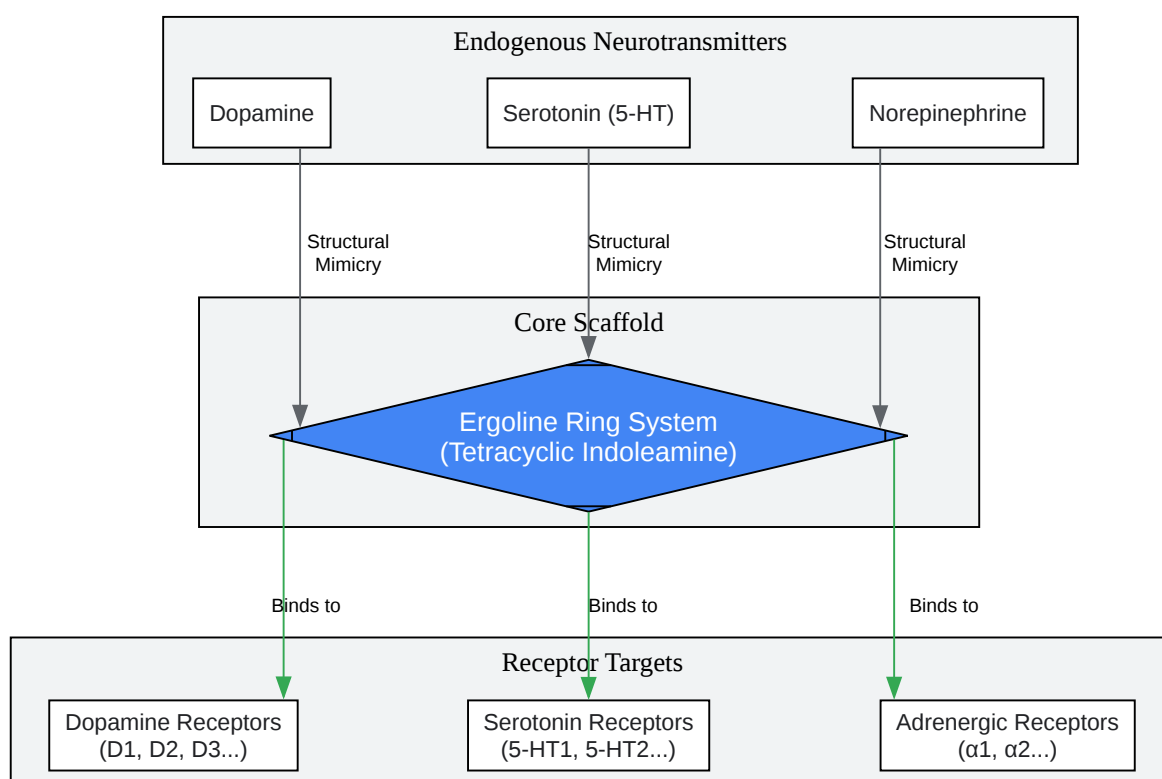 Endogenous Neurotransmitters
Dopamine
Serotonin (5-HT)
Norepinephrine
Structural
Mimicry
Structural
Mimicry
Structural
Mimicry
Core Scaffold
Ergoline Ring System
(Tetracyclic Indoleamine)
Binds to
Binds to
Binds to
Receptor Targets
Dopamine Receptors
(D1, D2, D3...)
Serotonin Receptors
(5-HT1, 5-HT2...)
Adrenergic Receptors
(α1, α2...)